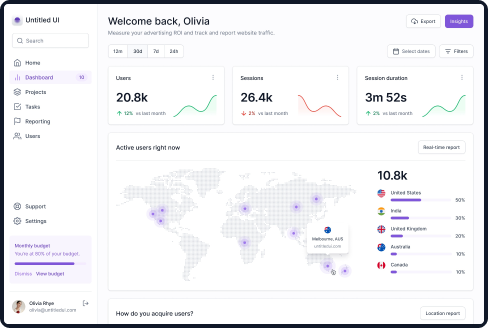 Untitled UI
Search
Home
Dashboard 10
Projects
Tasks
Reporting
Users
Support
Settings
Monthly budget
You're at 80% of your budget.
Dismiss View budget
Olivia Rhye
olivia@untitledui.com
Welcome back, Olivia
Measure your advertising ROI and track and report website traffic.
Export
Insights
12m 30d 7d 24h
Select dates
Filters
Users
20.8k
12% vs last month
Sessions
26.4k
2% vs last month
Session duration
3m 52s
2% vs last month
Active users right now
Real-time report
Melbourne, AUS
untitledui.com
10.8k
United States
50%
India
30%
United Kingdom
20%
Australia
10%
Canada
10%
How do you acquire users?
Location report